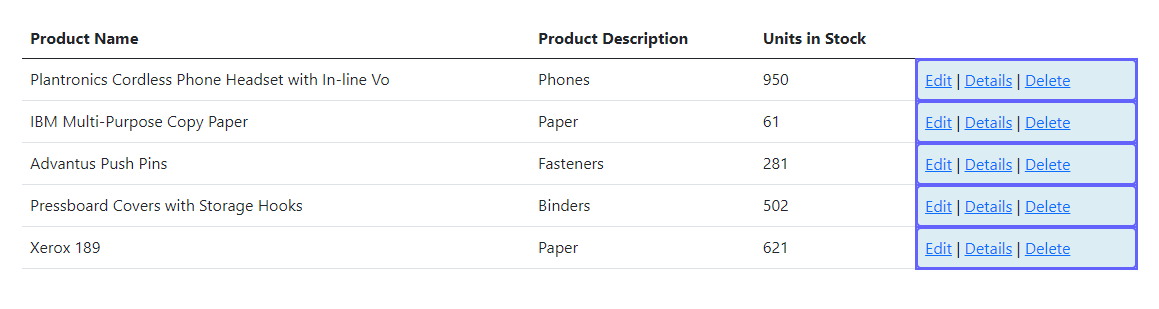 Product Name Product Description Units in Stock
Plantronics Cordless Phone Headset with In-line Vo Phones 950 Edit | Details | Delete
IBM Multi-Purpose Copy Paper Paper 61 Edit | Details | Delete
Advantus Push Pins Fasteners 281 Edit | Details | Delete
Pressboard Covers with Storage Hooks Binders 502 Edit | Details | Delete
Xerox 189 Paper 621 Edit | Details | Delete